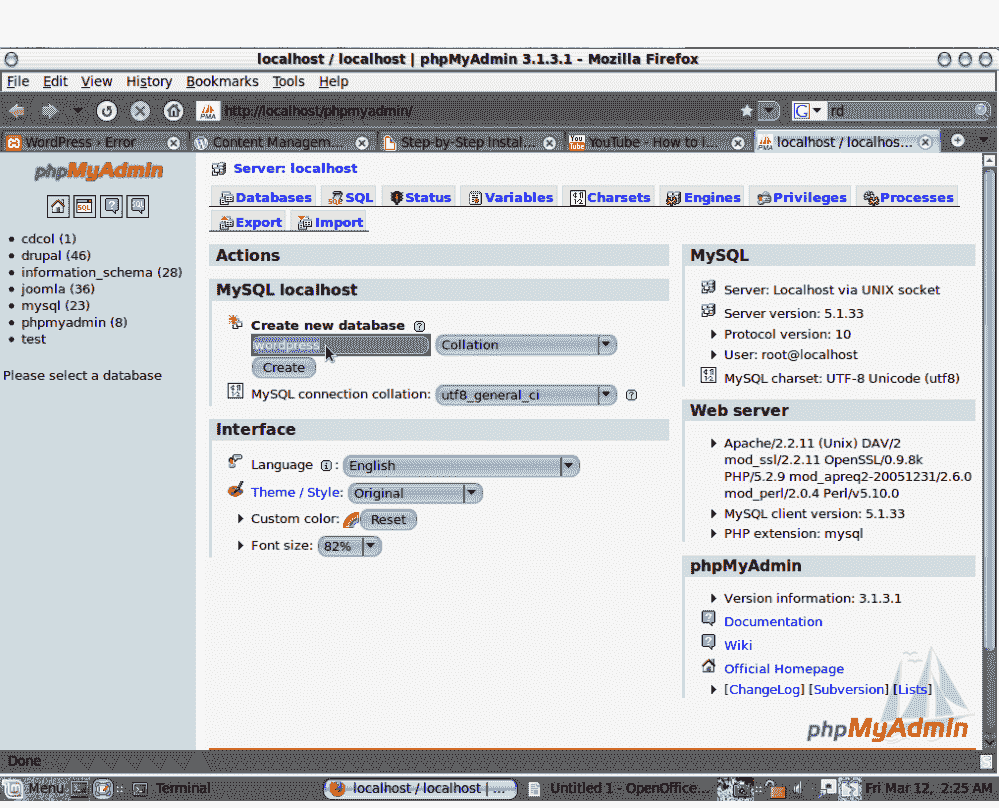 localhost / localhost | phpMyAdmin 3.1.3.1 - Mozilla Firefox
File Edit View History Bookmarks Tools Help
http://localhost/phpmyadmin/
rd
WordPress › Error
Content Managem...
Step-by-Step Instal...
YouTube - How to I...
localhost / localhos...
phpMyAdmin
Server: localhost
Databases SQL Status Variables Charsets Engines Privileges Processes
Export Import
cdcol (1)
drupal (46)
information_schema (28)
joomla (36)
mysql (23)
phpmyadmin (8)
test
Please select a database
Actions
MySQL localhost
Create new database
wordpress Collation
Create
MySQL connection collation: utf8_general_ci
Interface
Language : English
Theme / Style: Original
Custom color: Reset
Font size: 82%
MySQL
Server: Localhost via UNIX socket
Server version: 5.1.33
Protocol version: 10
User: root@localhost
MySQL charset: UTF-8 Unicode (utf8)
Web server
Apache/2.2.11 (Unix) DAV/2
mod_ssl/2.2.11 OpenSSL/0.9.8k
PHP/5.2.9 mod_apreq2-20051231/2.6.0
mod_perl/2.0.4 Perl/v5.10.0
MySQL client version: 5.1.33
PHP extension: mysql
phpMyAdmin
Version information: 3.1.3.1
Documentation
Wiki
Official Homepage
[ChangeLog] [Subversion] [Lists]
phpMyAdmin
Done
Menu Terminal localhost / localhost | ... Untitled 1 - OpenOffice... Fri Mar 12, 2:25 AM